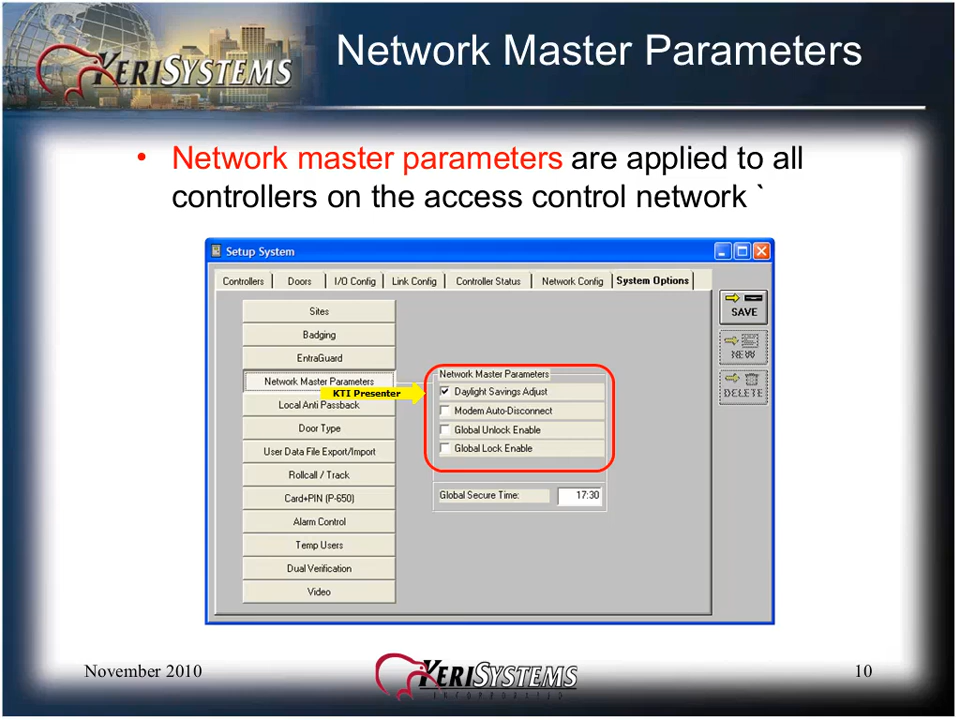 KERISYSTEMS
Network Master Parameters
• Network master parameters are applied to all
controllers on the access control network `
Setup System
Controllers Doors I/O Config Link Config Controller Status Network Config System Options
Sites
Badging
EntraGuard
Network Master Parameters
Local Anti Passback
Door Type
User Data File Export/Import
Rollcall / Track
Card+PIN (P-650)
Alarm Control
Temp Users
Dual Verification
Video
KTI Presenter
Network Master Parameters
Daylight Savings Adjust
Modem Auto-Disconnect
Global Unlock Enable
Global Lock Enable
Global Secure Time: 17:30
SAVE
NEW
DELETE
November 2010
KERISYSTEMS
INCORPORATED
10